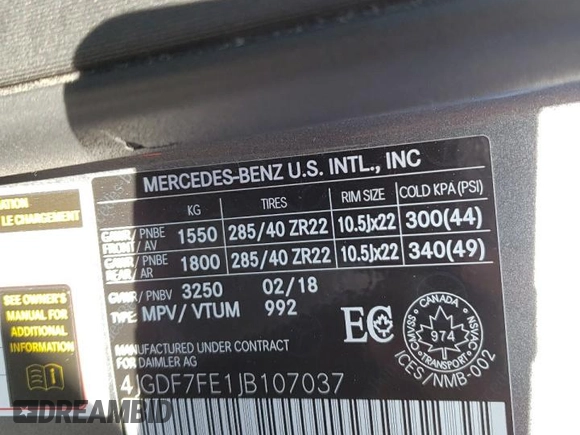 MERCEDES-BENZ U.S. INTL., INC
KG TIRES RIM SIZE COLD KPA(PSI)
GAWR/PNBE FRONT/AV 1550 285/40 ZR22 10.5Jx22 300(44)
GAWR/PNBE REAR/AR 1800 285/40 ZR22 10.5Jx22 340(49)
GVWR/PNBV 3250 02/18
TYPE: MPV/VTUM 992
MANUFACTURED UNDER CONTRACT
FOR DAIMLER AG
4JGDF7FE1JB107037
EC
CANADA
CMVSS NSVAC
974
TRANSPORT
ICES/NMB-002
LE CHARGEMENT
SEE OWNER'S
MANUAL FOR
ADDITIONAL
INFORMATION
DREAMBID